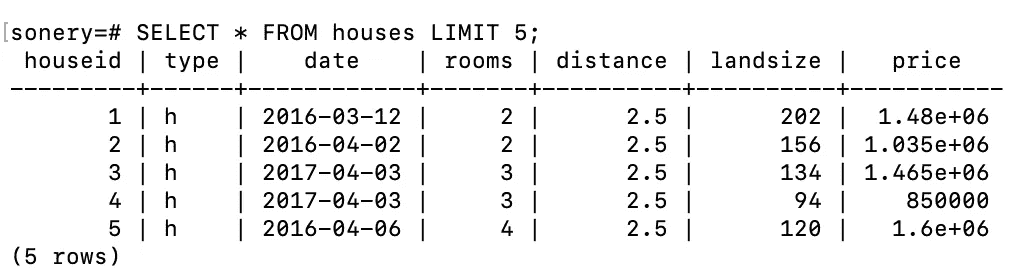 [sonery=# SELECT * FROM houses LIMIT 5;
 houseid | type |    date    | rooms | distance | landsize |   price
---------+------+------------+-------+----------+----------+-----------
       1 | h    | 2016-03-12 |     2 |      2.5 |      202 |  1.48e+06
       2 | h    | 2016-04-02 |     2 |      2.5 |      156 | 1.035e+06
       3 | h    | 2017-04-03 |     3 |      2.5 |      134 | 1.465e+06
       4 | h    | 2017-04-03 |     3 |      2.5 |       94 |    850000
       5 | h    | 2016-04-06 |     4 |      2.5 |      120 |   1.6e+06
(5 rows)